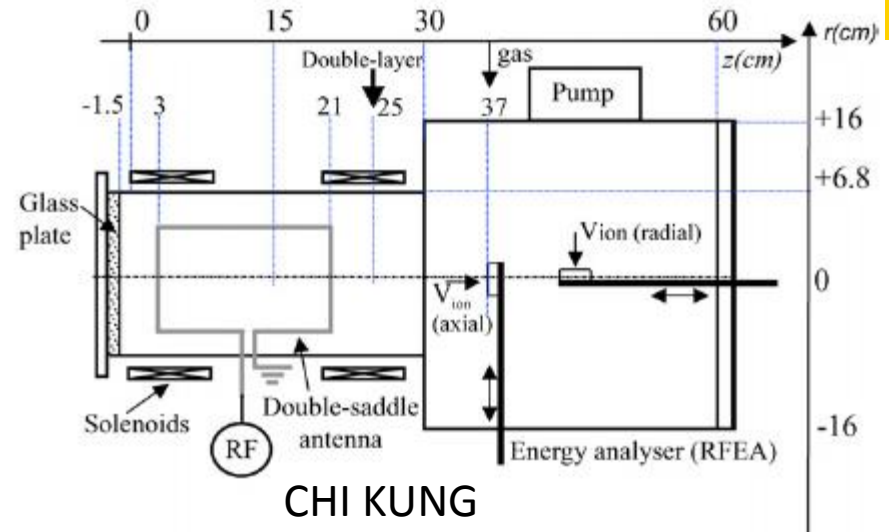 0 15 30 60 r(cm)
z(cm)
Double-layer gas
-1.5 3 21 25 37 Pump
+16
+6.8
Glass
plate
Vion (radial)
0
Vion
(axial)
Solenoids
Double-saddle
antenna
RF
-16
Energy analyser (RFEA)
CHI KUNG